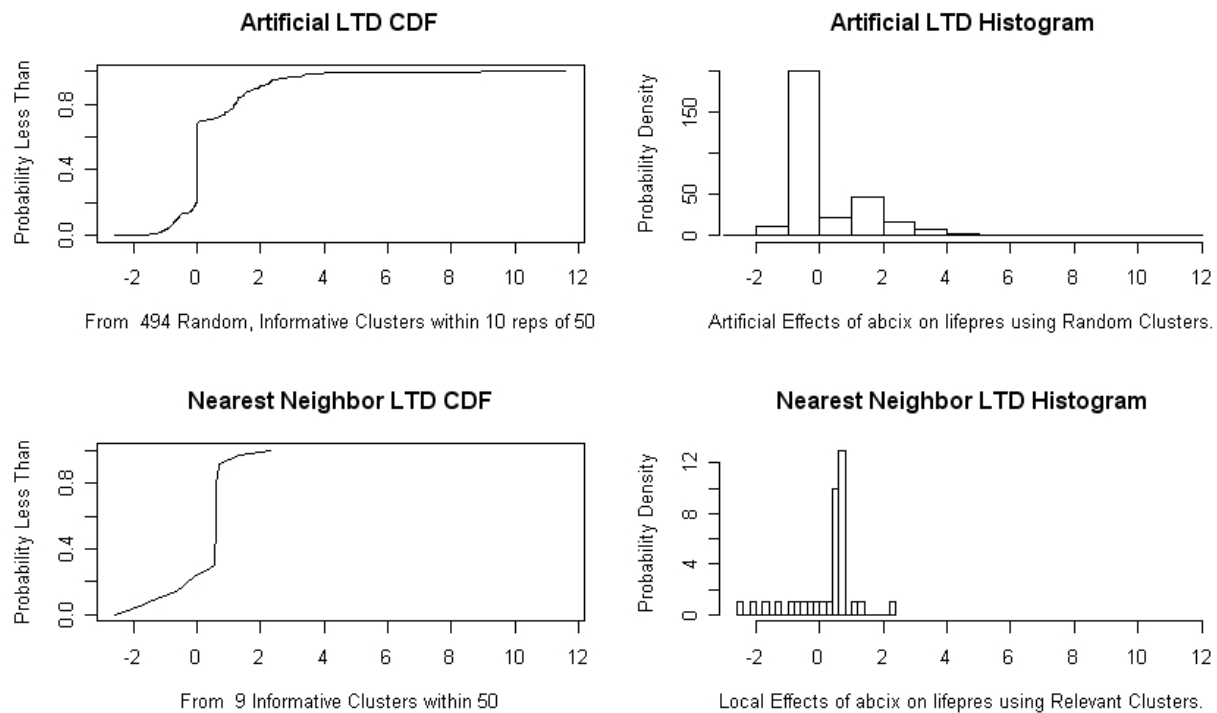 Artificial LTD CDF
Probability Less Than
0.0 0.4 0.8
-2 0 2 4 6 8 10 12
From 494 Random, Informative Clusters within 10 reps of 50
Artificial LTD Histogram
Probability Density
0 50 150
-2 0 2 4 6 8 10 12
Artificial Effects of abcix on lifepres using Random Clusters.
Nearest Neighbor LTD CDF
Probability Less Than
0.0 0.4 0.8
-2 0 2 4 6 8 10 12
From 9 Informative Clusters within 50
Nearest Neighbor LTD Histogram
Probability Density
0 4 8 12
-2 0 2 4 6 8 10 12
Local Effects of abcix on lifepres using Relevant Clusters.